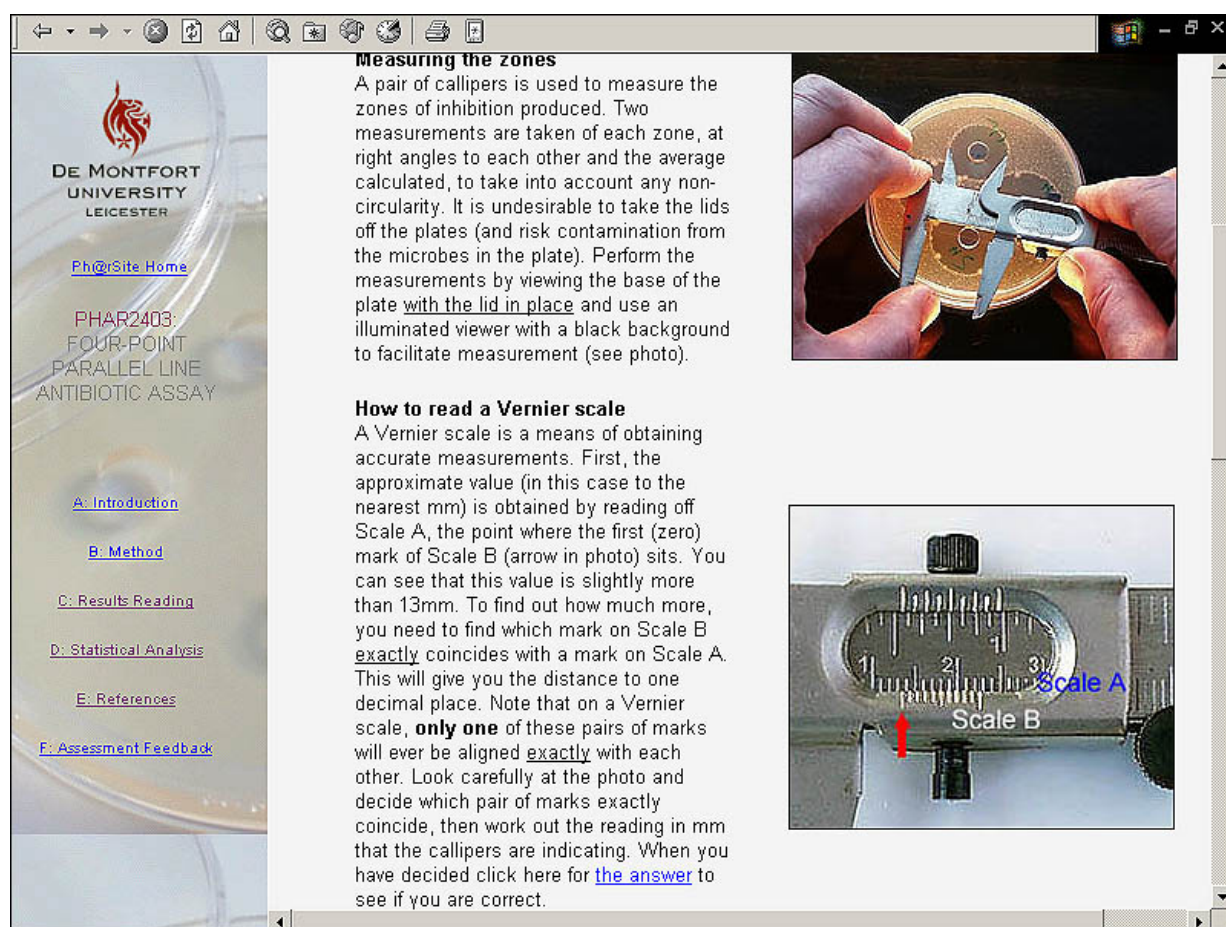 DE MONTFORT
UNIVERSITY
LEICESTER
Ph@rSite Home
PHAR2403:
FOUR-POINT
PARALLEL LINE
ANTIBIOTIC ASSAY
A: Introduction
B: Method
C: Results Reading
D: Statistical Analysis
E: References
F: Assessment Feedback
Measuring the zones
A pair of callipers is used to measure the
zones of inhibition produced. Two
measurements are taken of each zone, at
right angles to each other and the average
calculated, to take into account any non-
circularity. It is undesirable to take the lids
off the plates (and risk contamination from
the microbes in the plate). Perform the
measurements by viewing the base of the
plate with the lid in place and use an
illuminated viewer with a black background
to facilitate measurement (see photo).
How to read a Vernier scale
A Vernier scale is a means of obtaining
accurate measurements. First, the
approximate value (in this case to the
nearest mm) is obtained by reading off
Scale A, the point where the first (zero)
mark of Scale B (arrow in photo) sits. You
can see that this value is slightly more
than 13mm. To find out how much more,
you need to find which mark on Scale B
exactly coincides with a mark on Scale A.
This will give you the distance to one
decimal place. Note that on a Vernier
scale, only one of these pairs of marks
will ever be aligned exactly with each
other. Look carefully at the photo and
decide which pair of marks exactly
coincide, then work out the reading in mm
that the callipers are indicating. When you
have decided click here for the answer to
see if you are correct.
1
1 2 3
Scale A
Scale B